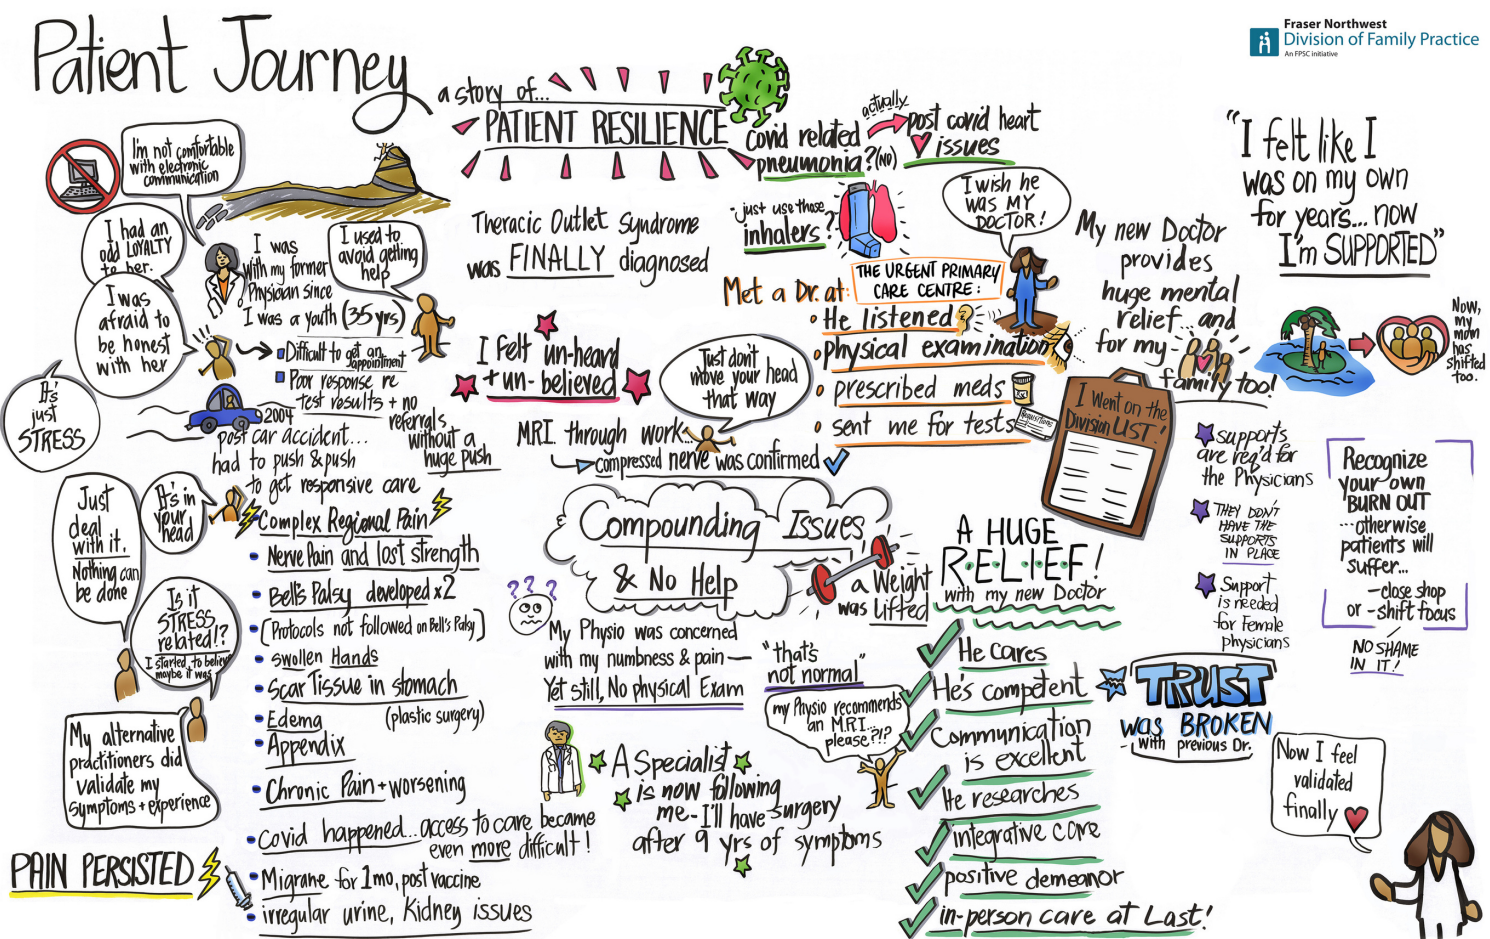 Patient Journey
Fraser Northwest
Division of Family Practice
An FPSC initiative
a story of...
PATIENT RESILIENCE
I'm not comfortable
with electronic
communication
I had an
odd LOYALTY
to her.
I was
afraid to
be honest
with her
I was
with my former
Physician since
I was a youth (35 yrs)
I used to
avoid getting
help
Difficult to get an
appointment
Poor response re
test results + no
referrals
without a
huge push
It's
just
STRESS
2004
post car accident...
had to push & push
to get responsive care
Just
deal
with it.
Nothing can
be done
It's in
your
head
Is it
STRESS
related!?
I started to believe
maybe it was
My alternative
practitioners did
validate my
symptoms + experience
PAIN PERSISTED
Complex Regional Pain
Nerve Pain and lost strength
Bell's Palsy developed x2
(Protocols not followed on Bell's Palsy)
swollen Hands
Scar Tissue in stomach
Edema
(plastic surgery)
Appendix
Chronic Pain + worsening
Covid happened... access to care became
even more difficult!
Migrane for 1mo, post vaccine
irregular urine, Kidney issues
Theracic Outlet Syndrome
was FINALLY diagnosed
I felt un-heard
+ un-believed
Just don't
move your head
that way
MRI through work...
compressed nerve was confirmed
Compounding Issues
& No Help
? ? ?
My Physio was concerned
with my numbness & pain —
Yet still, No physical Exam
"that's
not normal"
my Physio recommends
an M.R.I...
please?!?
A Specialist
is now following
me - I'll have surgery
after 9 yrs of symptoms
covid related
pneumonia? (NO)
actually
post covid heart
issues
- just use those
inhalers?
I wish he
WAS MY
DOCTOR!
Met a Dr. at:
THE URGENT PRIMARY
CARE CENTRE:
He listened
physical examination
prescribed meds
sent me for tests
Requisition
a Weight
was lifted
A HUGE
R.E.L.I.E.F!
with my new Doctor
He cares
He's competent
Communication
is excellent
He researches
integrative care
positive demeanor
in-person care at Last!
My new Doctor
provides
huge mental
relief... and
for my
family too!
I Went on the
Division LIST!
"I felt like I
was on my own
for years... now
I'm SUPPORTED"
Now,
my
mom
has
shifted
too.
supports
are req'd for
the Physicians
THEY DON'T
HAVE THE
SUPPORTS
IN PLACE
Support
is needed
for Female
physicians
Recognize
your own
BURN OUT
...otherwise
patients will
suffer...
- close shop
or - shift focus
NO SHAME
IN IT!
TRUST
was BROKEN
- with previous Dr.
Now I feel
validated
finally